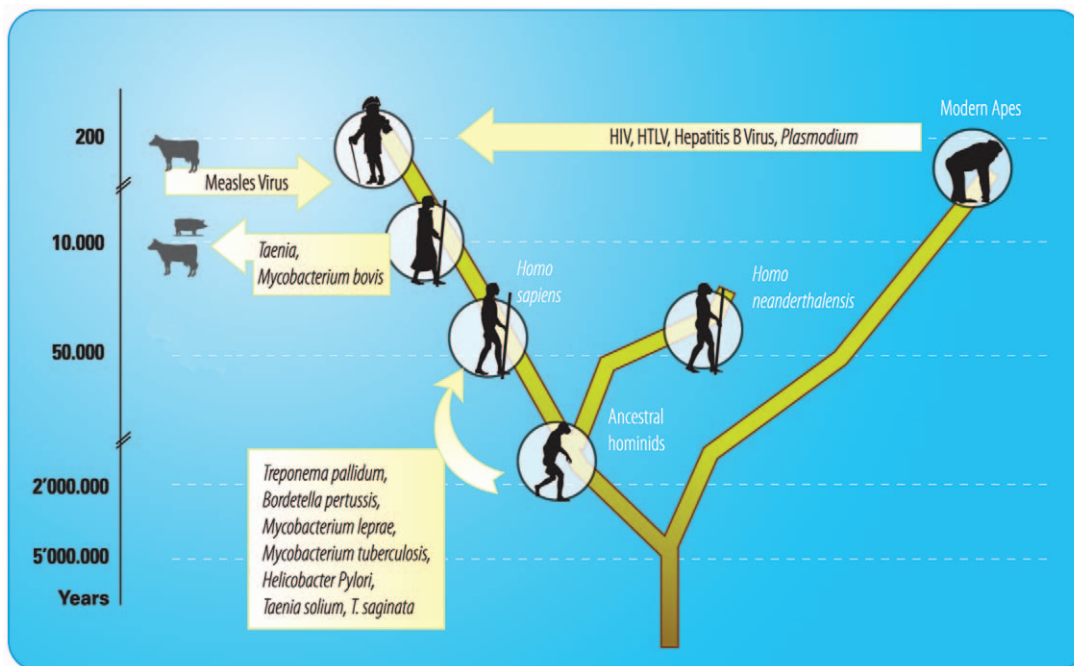 Modern Apes
200
HIV, HTLV, Hepatitis B Virus, Plasmodium
Measles Virus
10.000
Taenia,
Mycobacterium bovis
Homo
sapiens
Homo
neanderthalensis
50.000
Ancestral
hominids
Treponema pallidum,
Bordetella pertussis,
Mycobacterium leprae,
Mycobacterium tuberculosis,
Helicobacter Pylori,
Taenia solium, T. saginata
2'000.000
5'000.000
Years